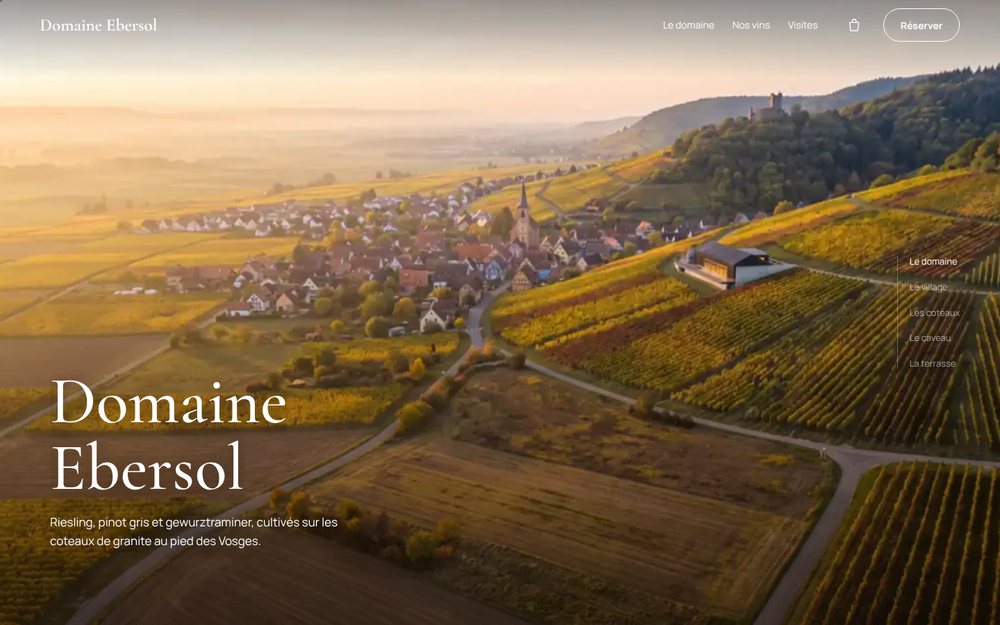 Domaine Ebersol
Le domaine
Nos vins
Visites
Réserver
Le domaine
Le village
Les coteaux
Le caveau
La terrasse
Domaine
Ebersol
Riesling, pinot gris et gewurztraminer, cultivés sur les
coteaux de granite au pied des Vosges.